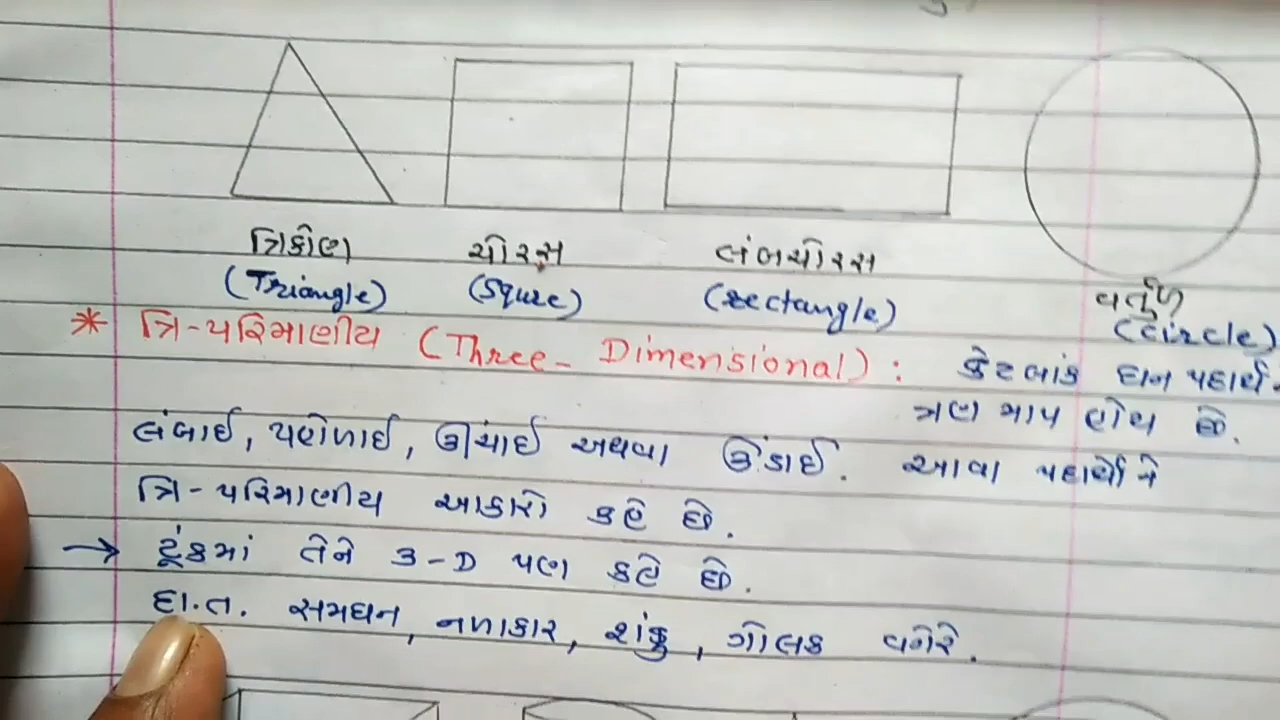 ત્રિકોણ ચોરસ લંબચોરસ વર્તુળ
(Triangle) (Squre) (Rectangle) (Circle)
* ત્રિ-પરિમાણીય (Three-Dimensional) : કેટલાંક ઘન પદાર્થ
ત્રણ માપ હોય છે.
લંબાઈ, પહોળાઈ, ઊંચાઈ અથવા ઊંડાઈ. આવા પદાર્થોને
ત્રિ-પરિમાણીય આકારો કહે છે.
→ ટૂંકમાં તેને 3-D પણ કહે છે.
દા.ત. સમઘન, નળાકાર, શંકુ, ગોલક વગેરે.